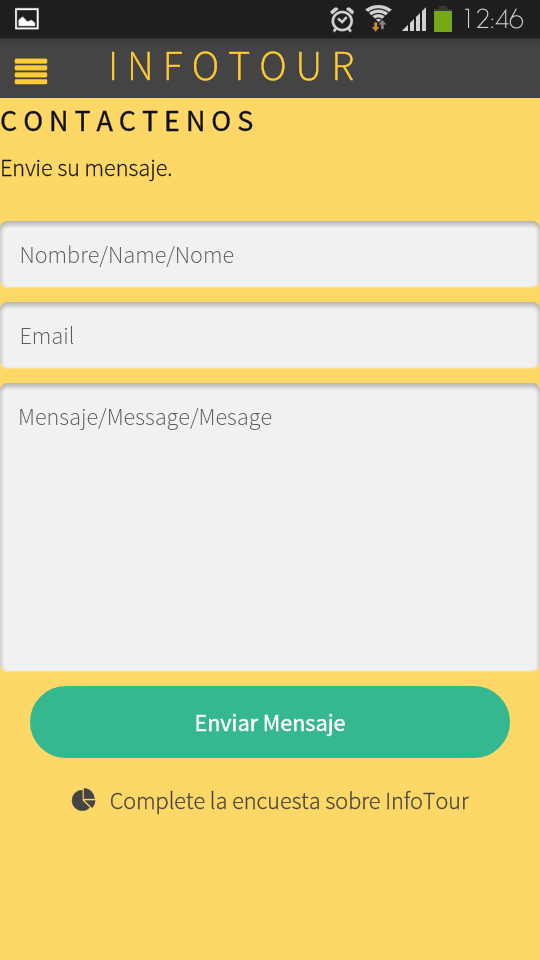 12:46
INFOTOUR
CONTACTENOS
Envie su mensaje.
Nombre/Name/Nome
Email
Mensaje/Message/Mesage
Enviar Mensaje
Complete la encuesta sobre InfoTour